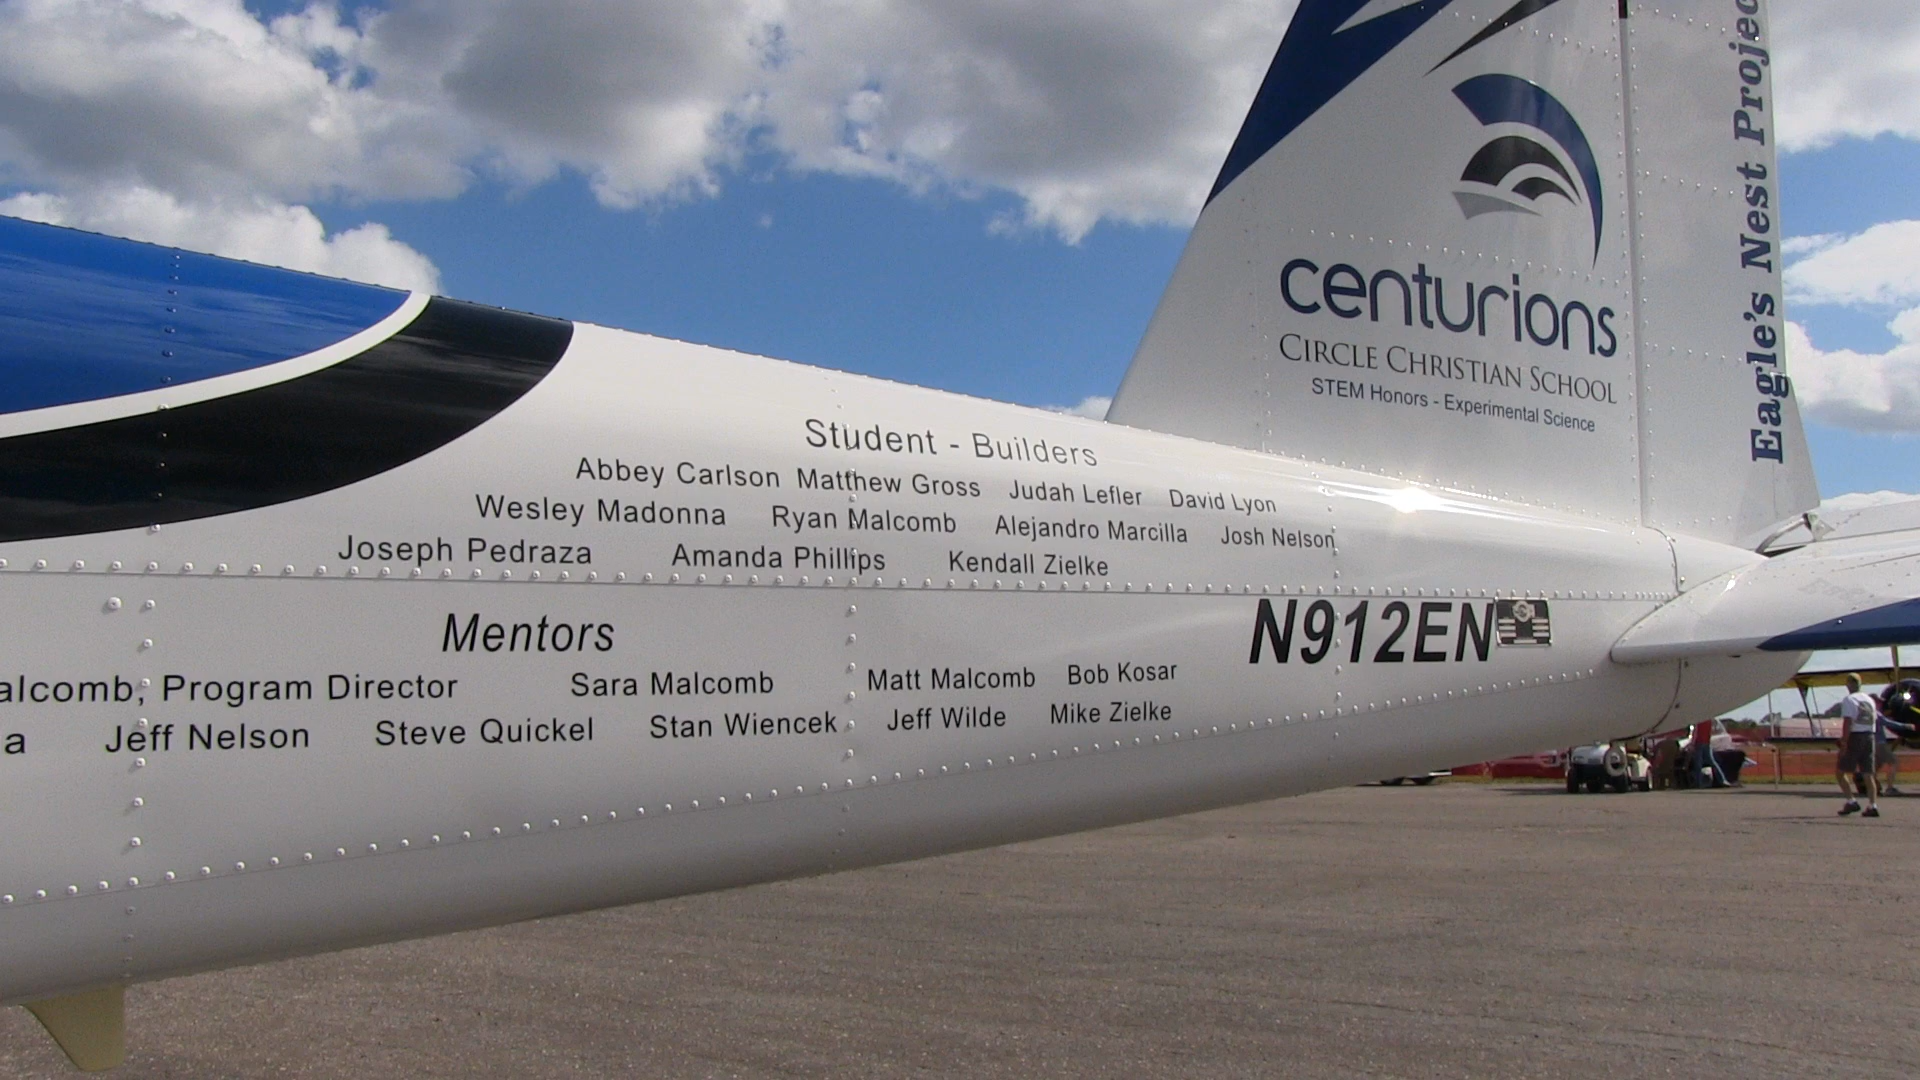 centurions
CIRCLE CHRISTIAN SCHOOL
STEM Honors - Experimental Science
Eagle's Nest
Student - Builders
Abbey Carlson Matthew Gross Judah Lefler David Lyon
Wesley Madonna Ryan Malcomb Alejandro Marcilla Josh Nelson
Joseph Pedraza Amanda Phillips Kendall Zielke
Mentors
alcomb, Program Director Sara Malcomb Matt Malcomb Bob Kosar
a Jeff Nelson Steve Quickel Stan Wiencek Jeff Wilde Mike Zielke
N912EN